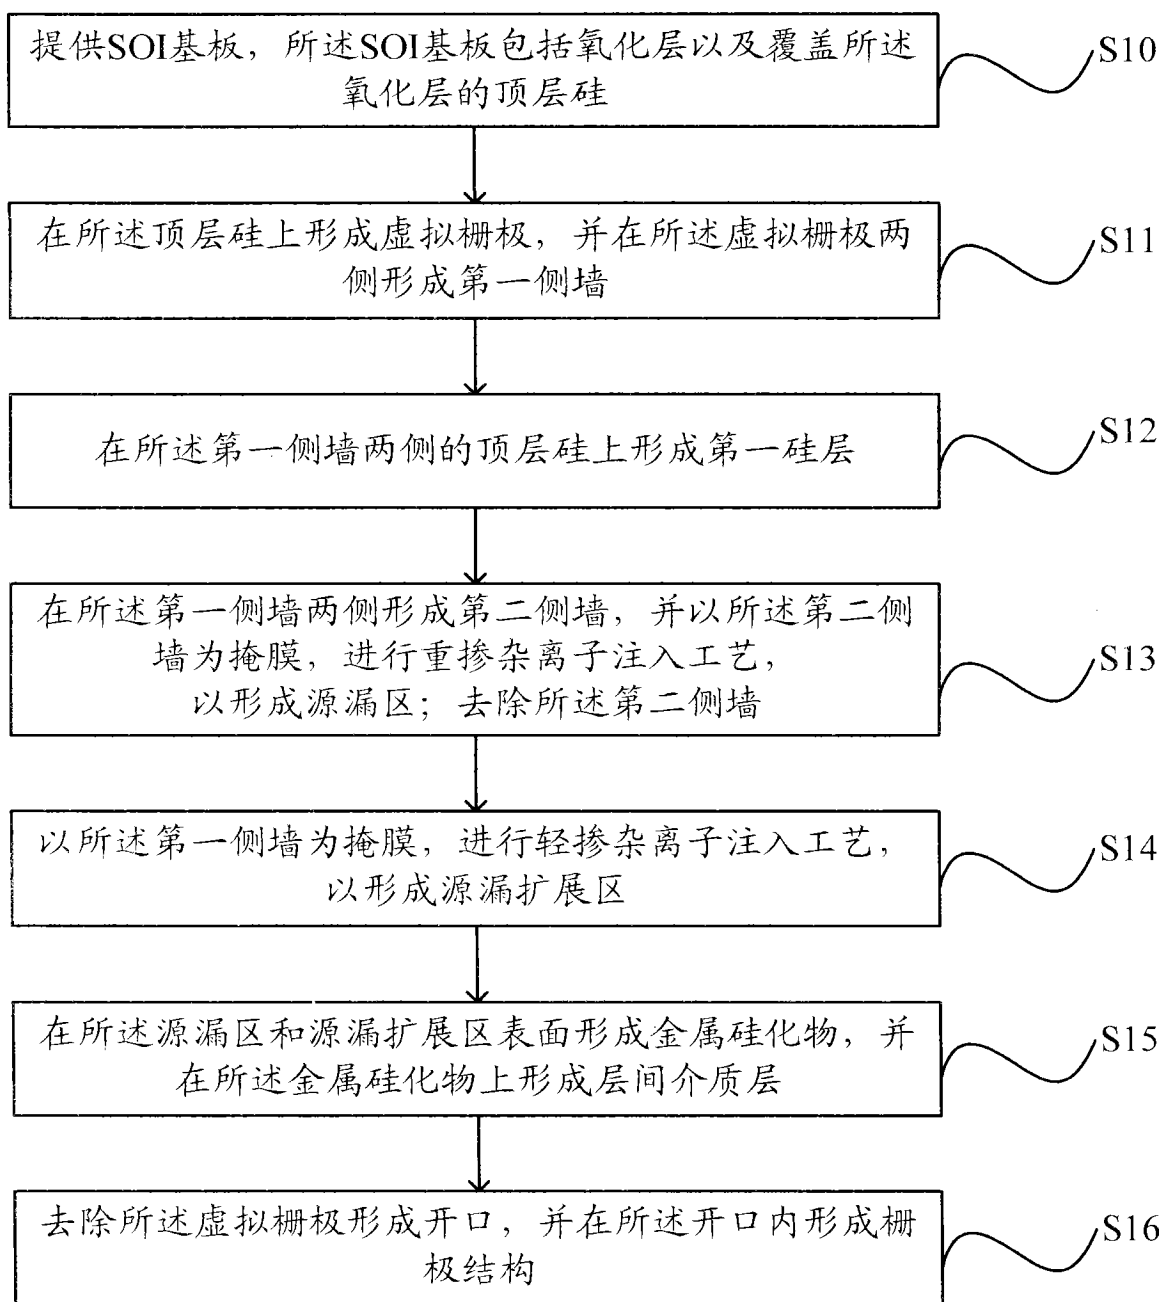 提供SOI基板，所述SOI基板包括氧化层以及覆盖所述
氧化层的顶层硅
S10
在所述顶层硅上形成虚拟栅极，并在所述虚拟栅极两
侧形成第一侧墙
S11
在所述第一侧墙两侧的顶层硅上形成第一硅层
S12
在所述第一侧墙两侧形成第二侧墙，并以所述第二侧
墙为掩膜，进行重掺杂离子注入工艺，
以形成源漏区；去除所述第二侧墙
S13
以所述第一侧墙为掩膜，进行轻掺杂离子注入工艺，
以形成源漏扩展区
S14
在所述源漏区和源漏扩展区表面形成金属硅化物，并
在所述金属硅化物上形成层间介质层
S15
去除所述虚拟栅极形成开口，并在所述开口内形成栅
极结构
S16